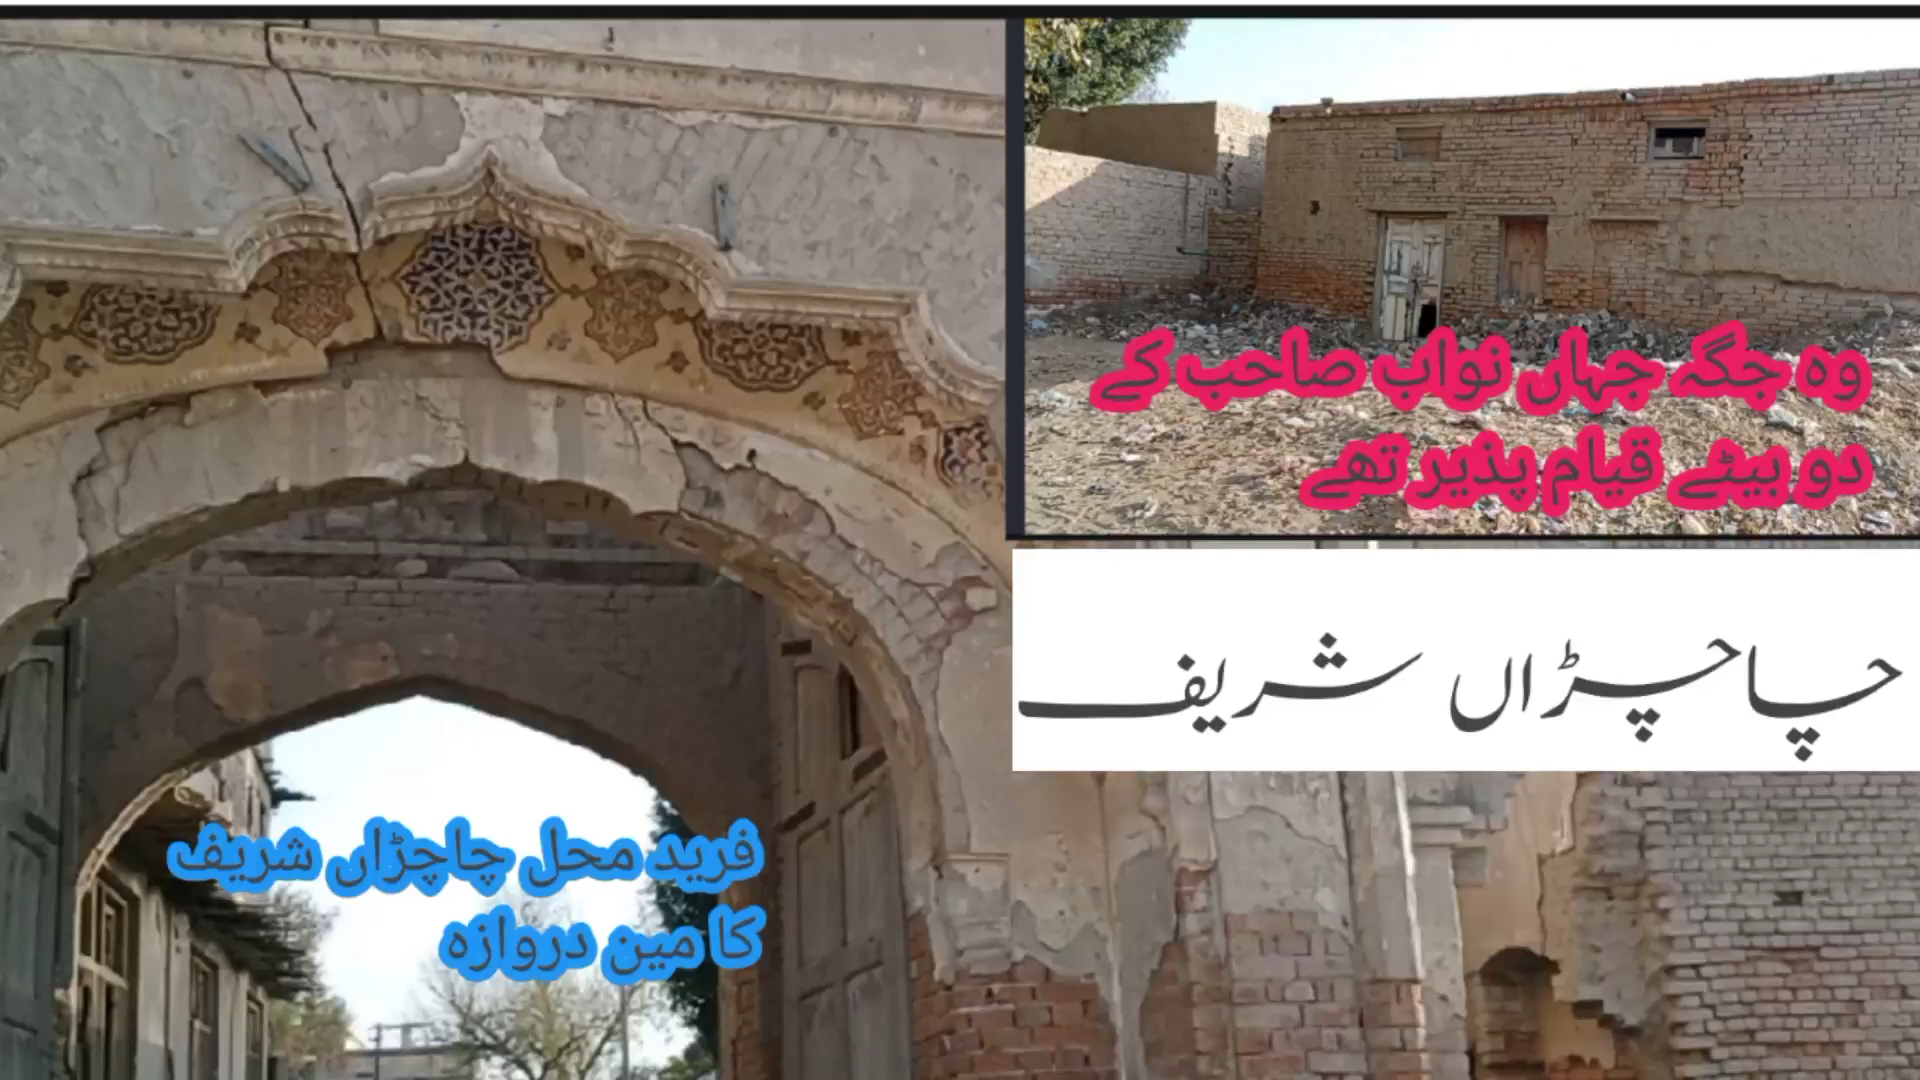 وہ جگہ جہاں نواب صاحب کے
دو بیٹے قیام پذیر تھے
چاچڑاں شریف
فرید محل چاچڑاں شریف
کا مین دروازہ